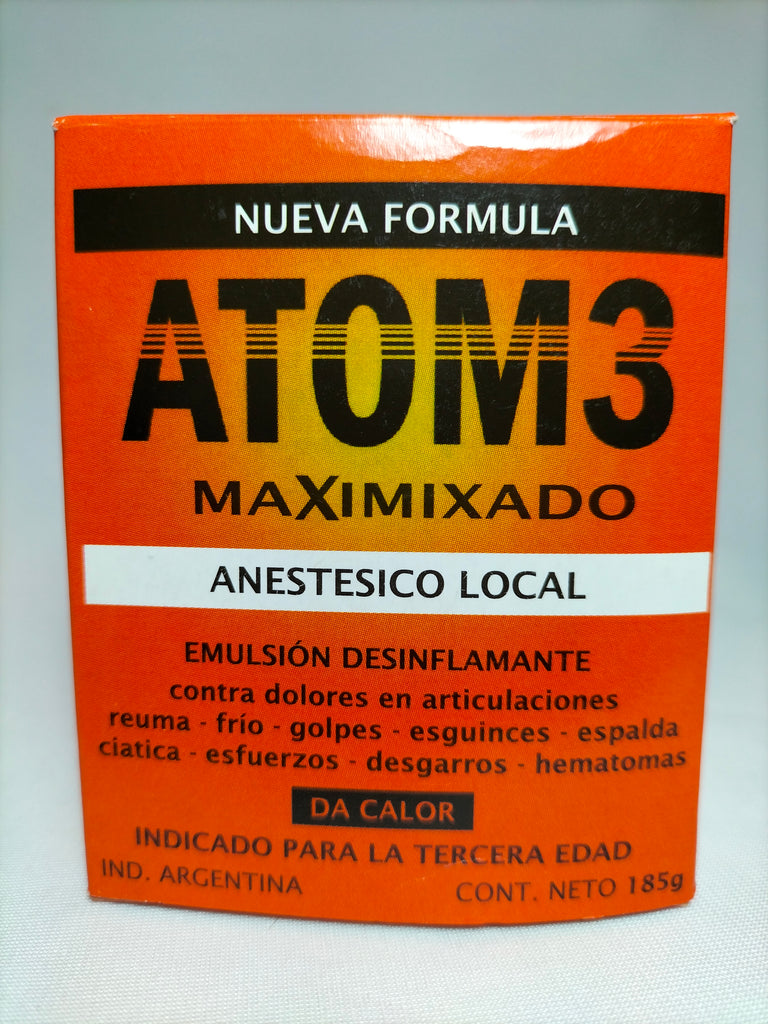 NUEVA FORMULA
ATOM3
MAXIMIXADO
ANESTESICO LOCAL
EMULSIÓN DESINFLAMANTE
contra dolores en articulaciones
reuma - frío - golpes - esguinces - espalda
ciatica - esfuerzos - desgarros - hematomas
DA CALOR
INDICADO PARA LA TERCERA EDAD
IND. ARGENTINA
CONT. NETO 185g